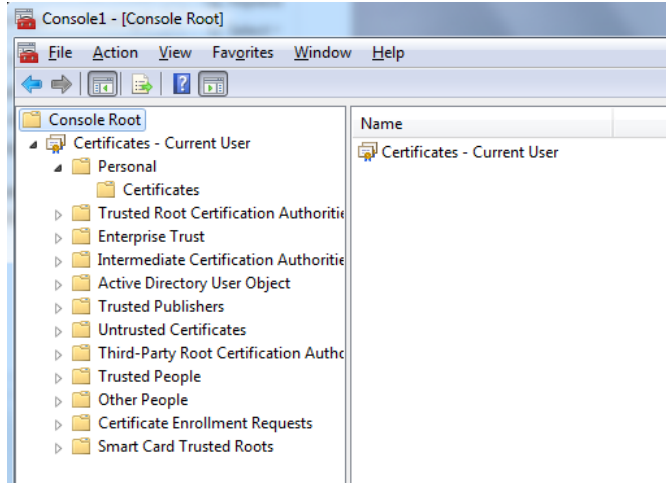 Console1 - [Console Root]
File Action View Favorites Window Help
Console Root
Name
Certificates - Current User
Certificates - Current User
Personal
Certificates
Trusted Root Certification Authoritie
Enterprise Trust
Intermediate Certification Authoritie
Active Directory User Object
Trusted Publishers
Untrusted Certificates
Third-Party Root Certification Autho
Trusted People
Other People
Certificate Enrollment Requests
Smart Card Trusted Roots